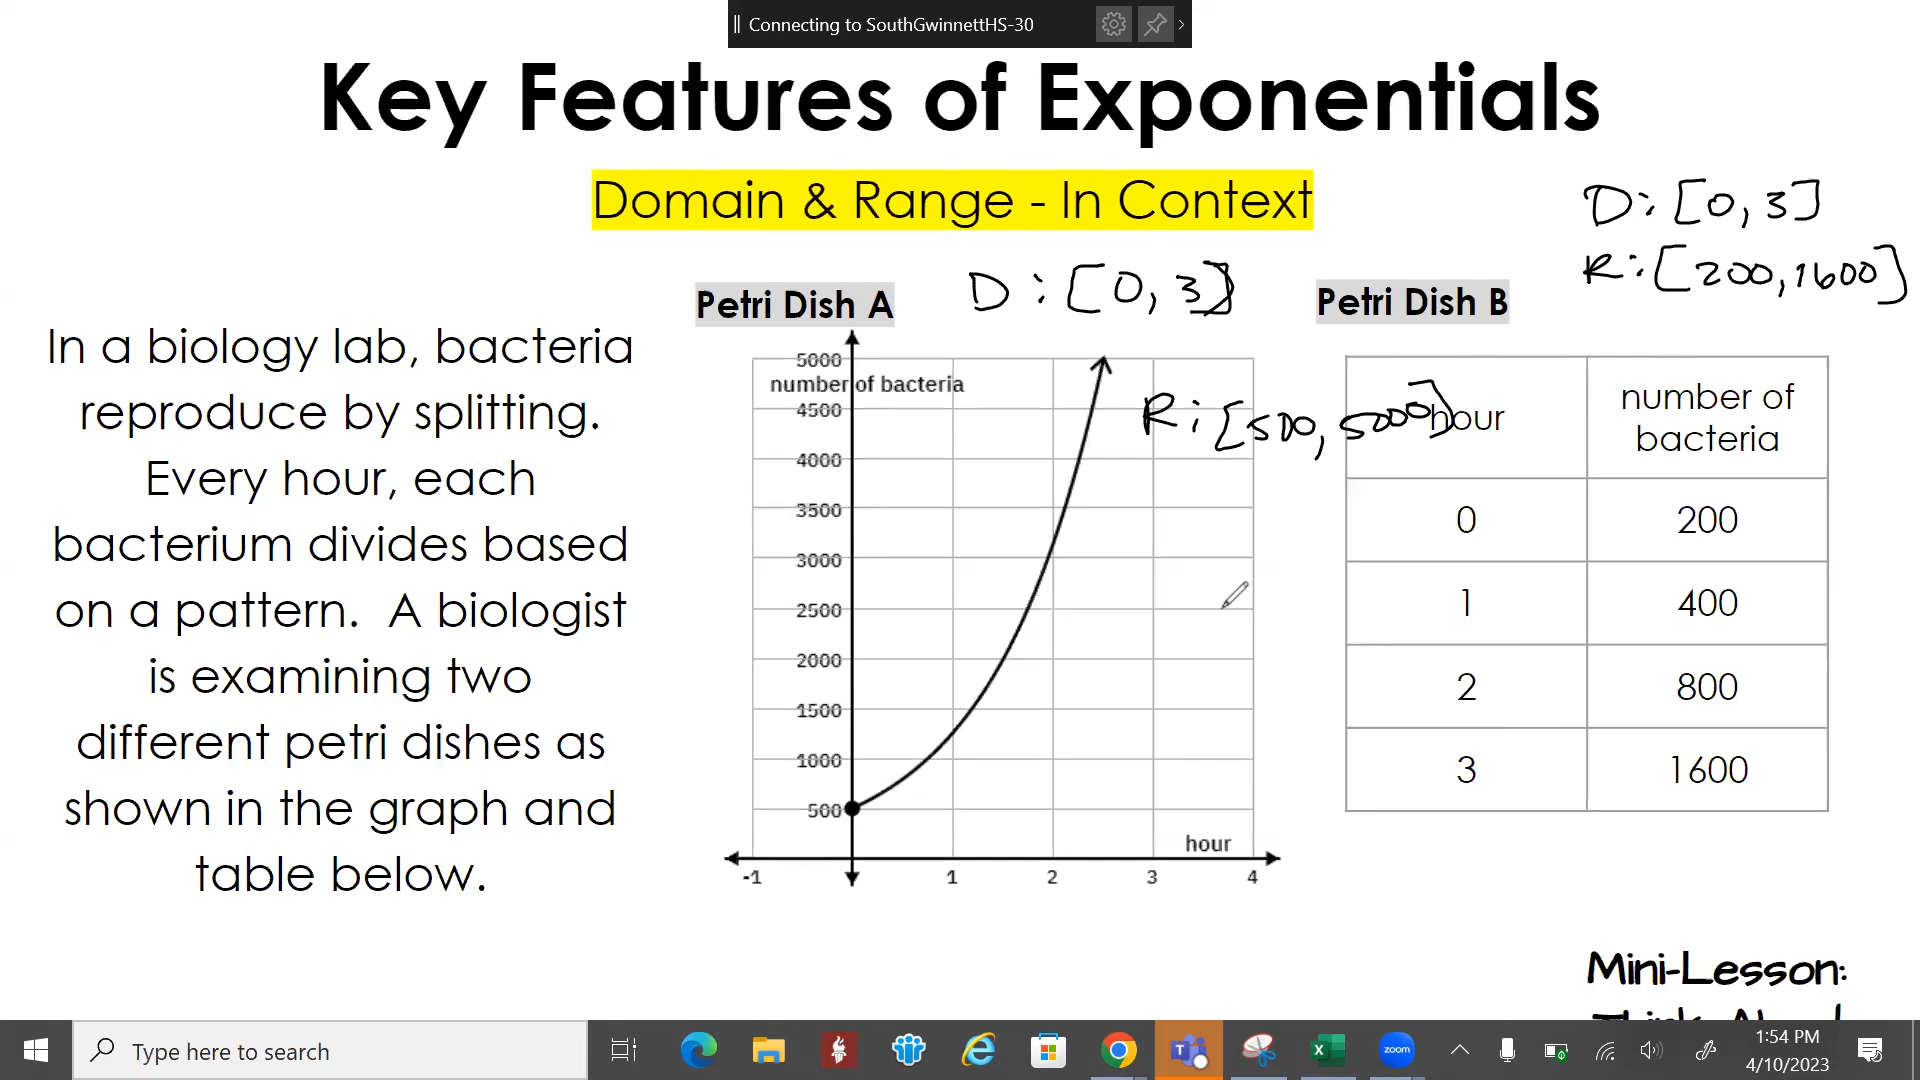 Connecting to SouthGwinnettHS-30
Key Features of Exponentials
Domain & Range - In Context
D: [0, 3]
R: [200, 1600]
Petri Dish A
D: [0, 3]
Petri Dish B
In a biology lab, bacteria
reproduce by splitting.
Every hour, each
bacterium divides based
on a pattern. A biologist
is examining two
different petri dishes as
shown in the graph and
table below.
5000
number of bacteria
4500
4000
3500
3000
2500
2000
1500
1000
500
hour
-1 1 2 3 4
R: [500, 5000]
hour number of
bacteria
0 200
1 400
2 800
3 1600
Mini-Lesson:
Type here to search
zoom
1:54 PM
4/10/2023